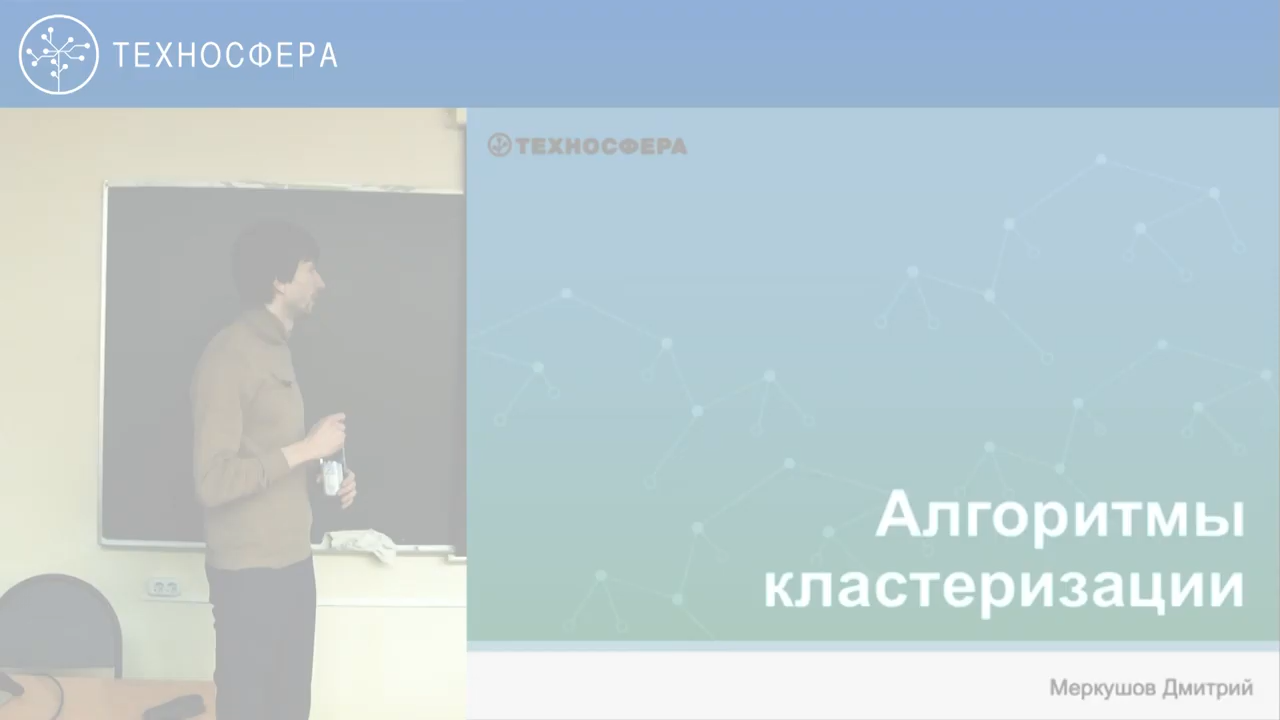 ТЕХНОСФЕРА
ТЕХНОСФЕРА
Алгоритмы
кластеризации
Меркушов Дмитрий